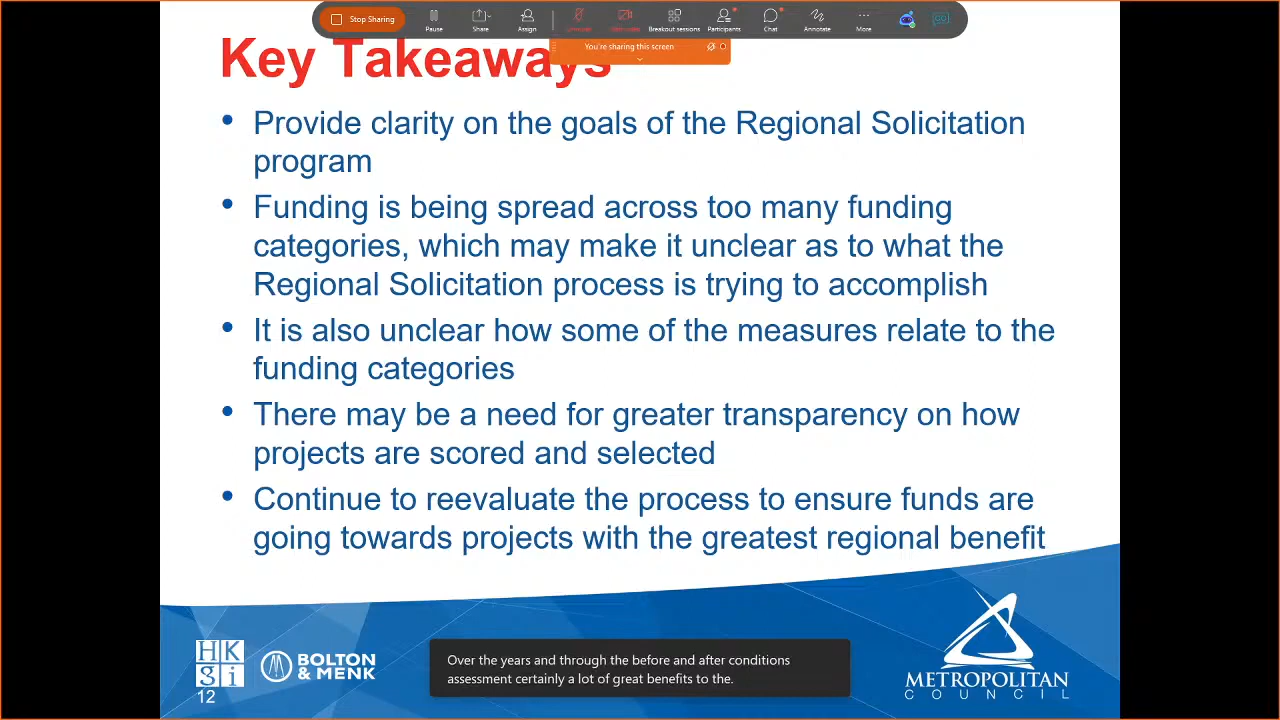 Stop Sharing
Pause
Share
Assign
Breakout sessions
Participants
Chat
Annotate
More
You're sharing this screen
Key Takeaways
• Provide clarity on the goals of the Regional Solicitation
program
• Funding is being spread across too many funding
categories, which may make it unclear as to what the
Regional Solicitation process is trying to accomplish
• It is also unclear how some of the measures relate to the
funding categories
• There may be a need for greater transparency on how
projects are scored and selected
• Continue to reevaluate the process to ensure funds are
going towards projects with the greatest regional benefit
HK
gi
BOLTON
& MENK
12
Over the years and through the before and after conditions
assessment certainly a lot of great benefits to the.
METROPOLITAN
COUNCIL